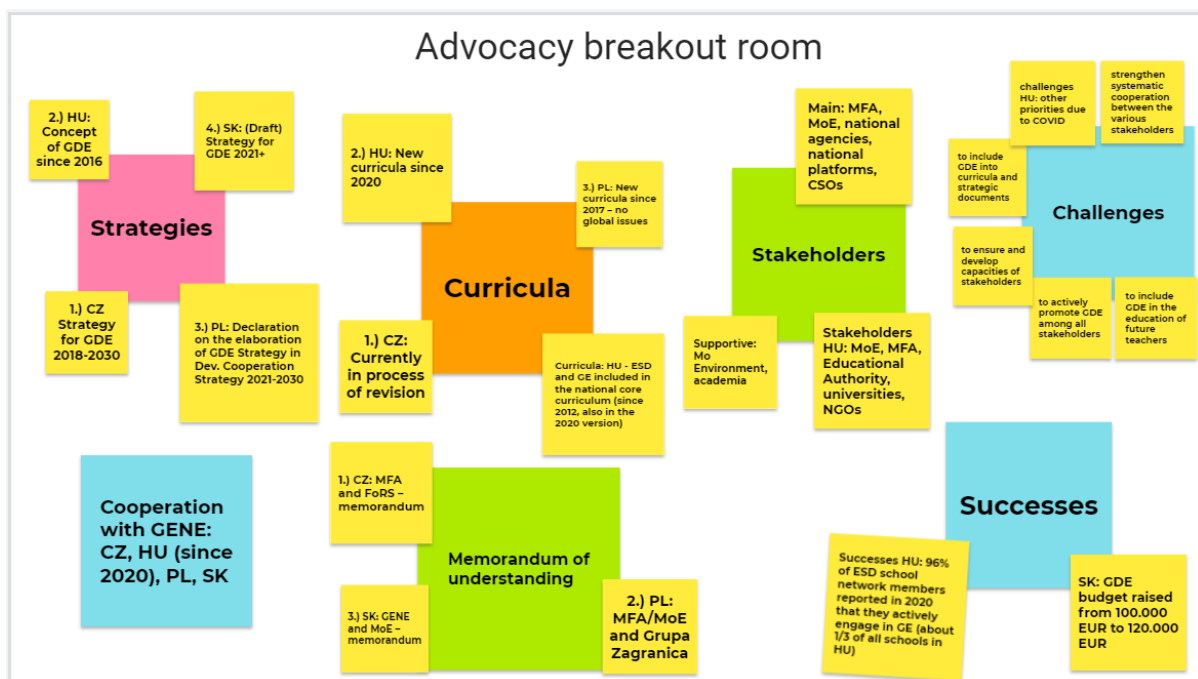 Advocacy breakout room
2.) HU:
Concept
of GDE
since 2016
4.) SK: (Draft)
Strategy for
GDE 2021+
Strategies
1.) CZ
Strategy
for GDE
2018-2030
3.) PL: Declaration
on the elaboration
of GDE Strategy in
Dev. Cooperation
Strategy 2021-2030
2.) HU: New
curricula since
2020
3.) PL: New
curricula since
2017 – no
global issues
Curricula
1.) CZ:
Currently
in process
of revision
Curricula: HU - ESD
and GE included in
the national core
curriculum (since
2012, also in the
2020 version)
Main: MFA,
MoE, national
agencies,
national
platforms,
CSOs
Stakeholders
Supportive:
Mo
Environment,
academia
Stakeholders
HU: MoE, MFA,
Educational
Authority,
universities,
NGOs
challenges
HU: other
priorities due
to COVID
strengthen
systematic
cooperation
between the
various
stakeholders
to include
GDE into
curricula and
strategic
documents
Challenges
to ensure and
develop
capacities of
stakeholders
to actively
promote GDE
among all
stakeholders
to include
GDE in the
education of
future
teachers
Cooperation
with GENE:
CZ, HU (since
2020), PL, SK
1.) CZ: MFA
and FoRS –
memorandum
Memorandum of
understanding
3.) SK: GENE
and MoE –
memorandum
2.) PL:
MFA/MoE
and Grupa
Zagranica
Successes
Successes HU: 96%
of ESD school
network members
reported in 2020
that they actively
engage in GE (about
1/3 of all schools in
HU)
SK: GDE
budget raised
from 100.000
EUR to 120.000
EUR